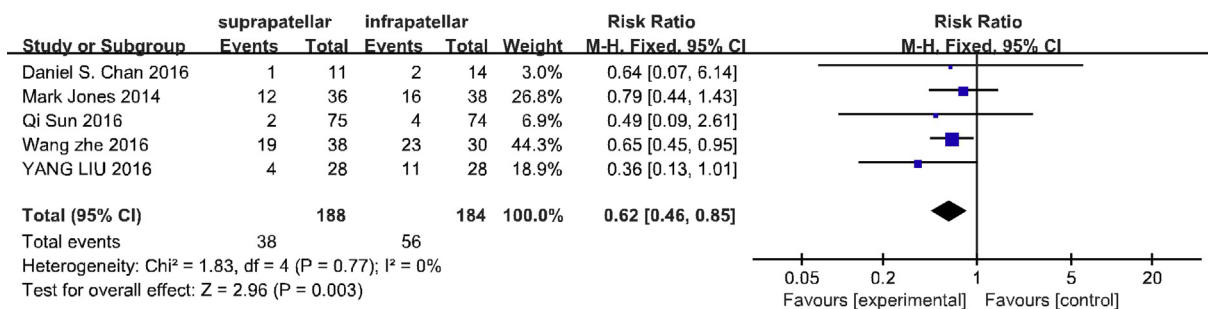 suprapatellar infrapatellar Risk Ratio Risk Ratio
Study or Subgroup Events Total Events Total Weight M-H. Fixed. 95% CI M-H. Fixed. 95% CI
Daniel S. Chan 2016 1 11 2 14 3.0% 0.64 [0.07, 6.14]
Mark Jones 2014 12 36 16 38 26.8% 0.79 [0.44, 1.43]
Qi Sun 2016 2 75 4 74 6.9% 0.49 [0.09, 2.61]
Wang zhe 2016 19 38 23 30 44.3% 0.65 [0.45, 0.95]
YANG LIU 2016 4 28 11 28 18.9% 0.36 [0.13, 1.01]
Total (95% CI) 188 184 100.0% 0.62 [0.46, 0.85]
Total events 38 56
Heterogeneity: Chi² = 1.83, df = 4 (P = 0.77); I² = 0%
Test for overall effect: Z = 2.96 (P = 0.003)
0.05 0.2 1 5 20
Favours [experimental] Favours [control]